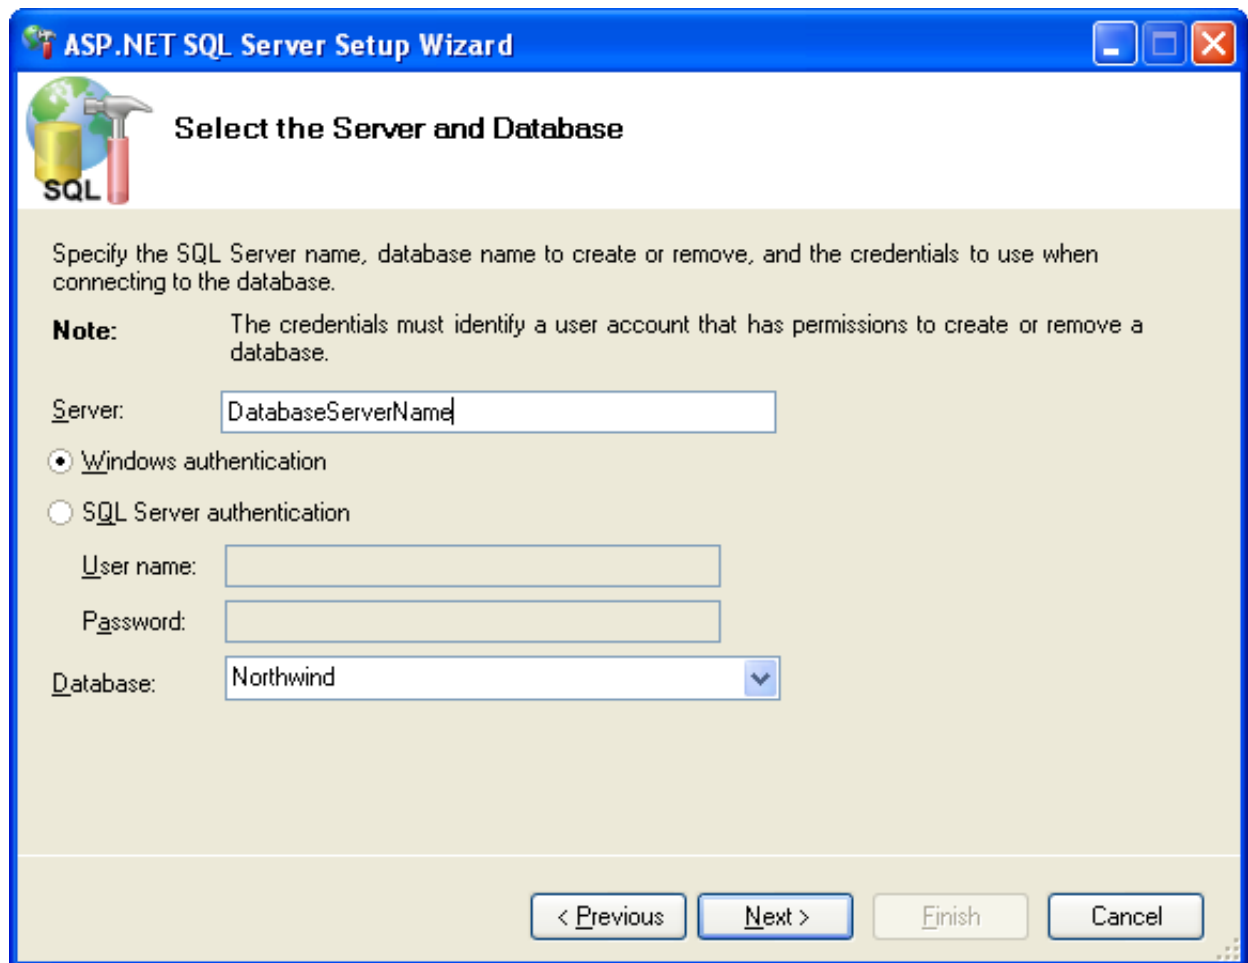 ASP.NET SQL Server Setup Wizard
Select the Server and Database
SQL
Specify the SQL Server name, database name to create or remove, and the credentials to use when
connecting to the database.
Note: The credentials must identify a user account that has permissions to create or remove a
database.
Server: DatabaseServerName
Windows authentication
SQL Server authentication
User name:
Password:
Database: Northwind
< Previous Next > Finish Cancel